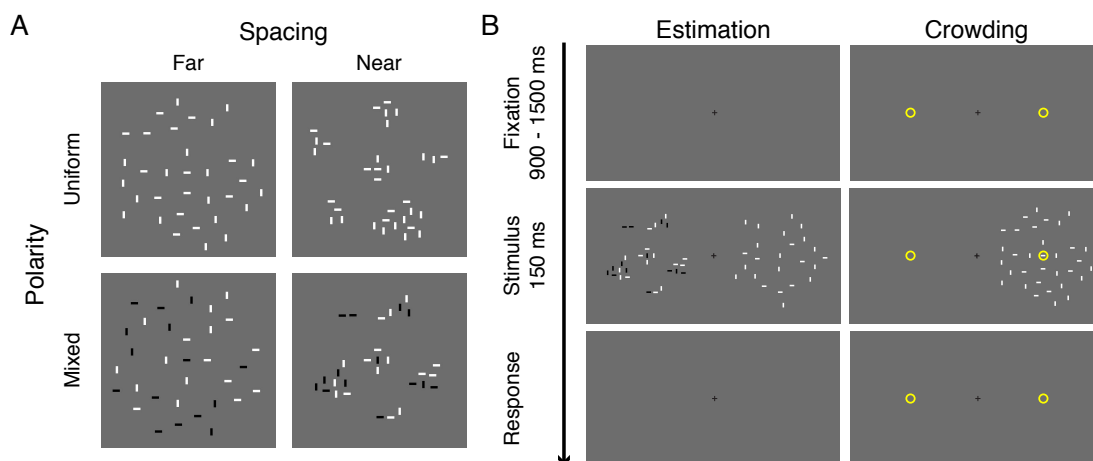 A
Spacing
Far
Near
Polarity
Uniform
Mixed
B
Estimation
Crowding
Fixation
900 - 1500 ms
Stimulus
150 ms
Response